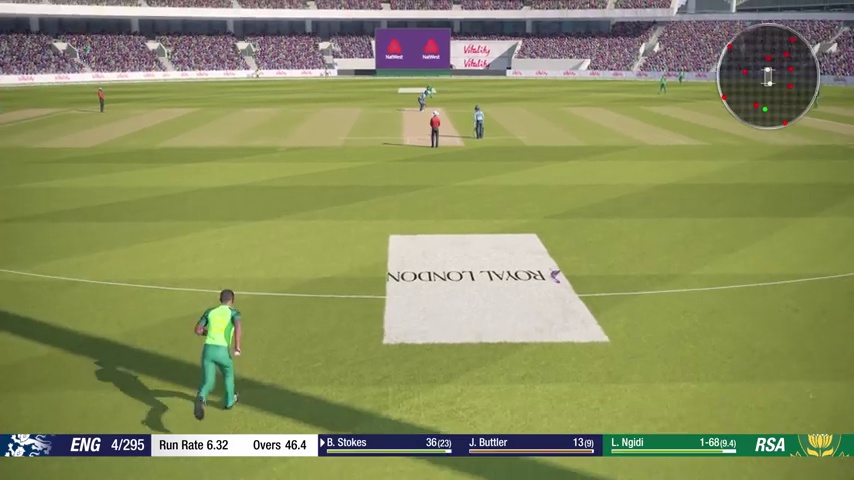 NatWest NatWest
Vitality
Vitality
Vitality
ROYAL LONDON
ENG 4/295 Run Rate 6.32 Overs 46.4 B. Stokes 36(23) J. Buttler 13(9) L. Ngidi 1-68(9.4) RSA